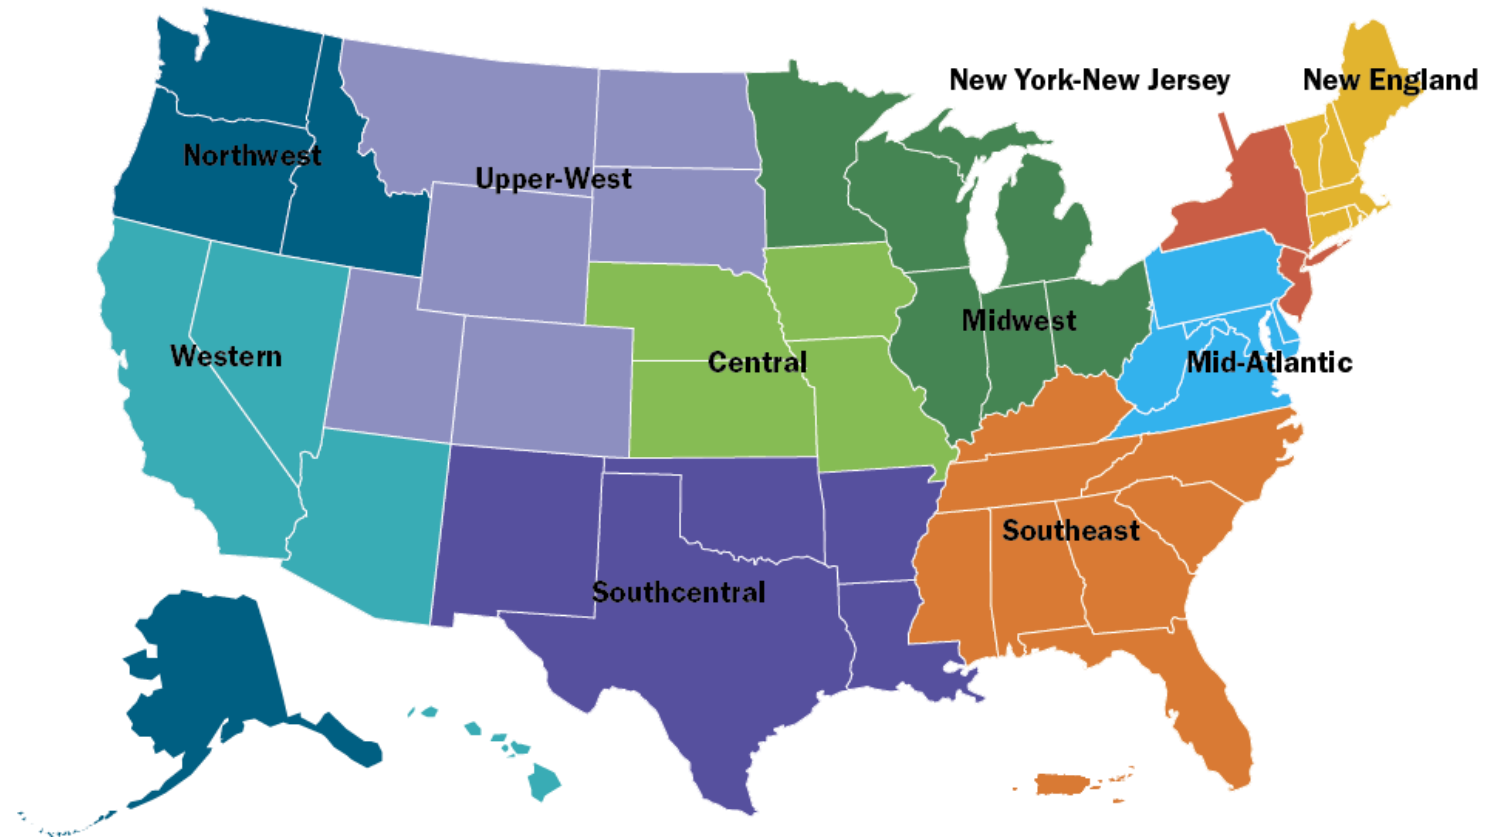 New York-New Jersey
New England
Northwest
Upper-West
Midwest
Western
Central
Mid-Atlantic
Southeast
Southcentral